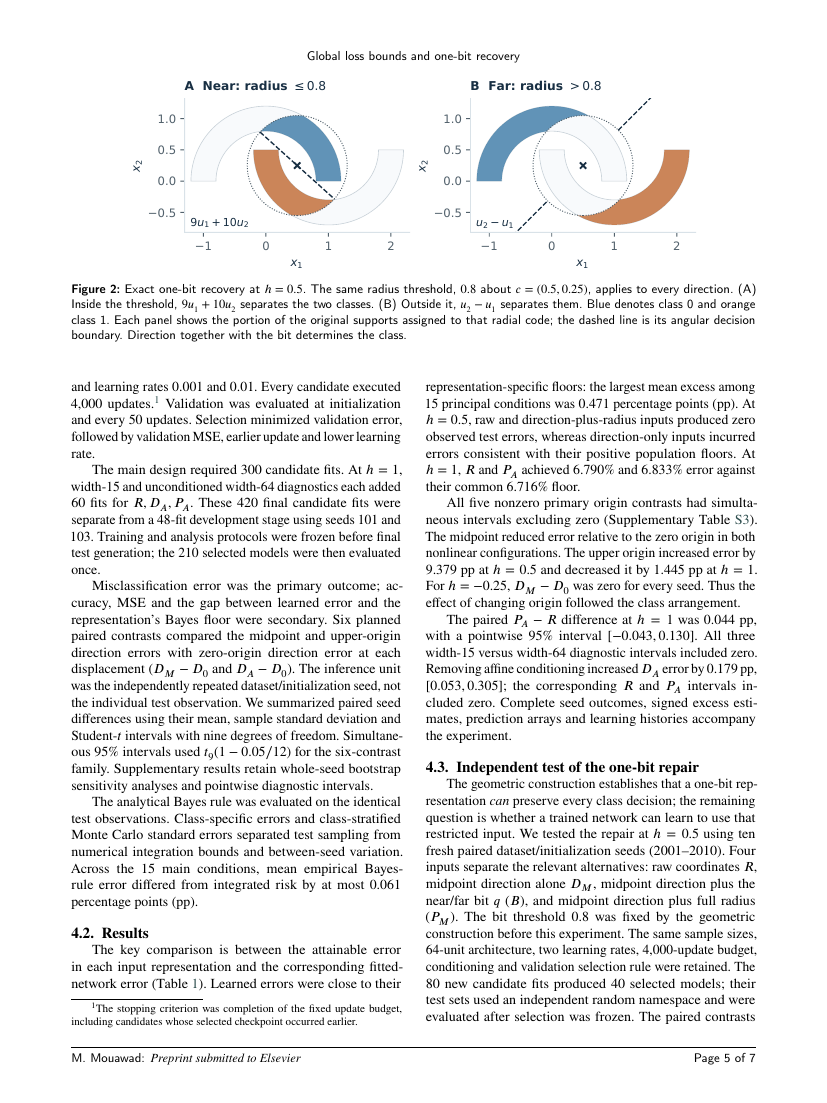 Global loss bounds and one-bit recovery
A Near: radius ≤0.8
B Far: radius >0.8
1.0
0.5
0.0
−0.5
x2
9u1 + 10u2
−1
0
1
2
x1
1.0
0.5
0.0
−0.5
x2
u2 − u1
−1
0
1
2
x1
Figure 2: Exact one-bit recovery at h = 0.5. The same radius threshold, 0.8 about c = (0.5, 0.25), applies to every direction. (A)
Inside the threshold, 9u1 + 10u2 separates the two classes. (B) Outside it, u2 − u1 separates them. Blue denotes class 0 and orange
class 1. Each panel shows the portion of the original supports assigned to that radial code; the dashed line is its angular decision
boundary. Direction together with the bit determines the class.
and learning rates 0.001 and 0.01. Every candidate executed
4,000 updates.1 Validation was evaluated at initialization
and every 50 updates. Selection minimized validation error,
followed by validation MSE, earlier update and lower learning
rate.
The main design required 300 candidate fits. At h = 1,
width-15 and unconditioned width-64 diagnostics each added
60 fits for R, DA, PA. These 420 final candidate fits were
separate from a 48-fit development stage using seeds 101 and
103. Training and analysis protocols were frozen before final
test generation; the 210 selected models were then evaluated
once.
Misclassification error was the primary outcome; ac-
curacy, MSE and the gap between learned error and the
representation's Bayes floor were secondary. Six planned
paired contrasts compared the midpoint and upper-origin
direction errors with zero-origin direction error at each
displacement (DM − D0 and DA − D0). The inference unit
was the independently repeated dataset/initialization seed, not
the individual test observation. We summarized paired seed
differences using their mean, sample standard deviation and
Student-t intervals with nine degrees of freedom. Simultane-
ous 95% intervals used t9(1 − 0.05/12) for the six-contrast
family. Supplementary results retain whole-seed bootstrap
sensitivity analyses and pointwise diagnostic intervals.
The analytical Bayes rule was evaluated on the identical
test observations. Class-specific errors and class-stratified
Monte Carlo standard errors separated test sampling from
numerical integration bounds and between-seed variation.
Across the 15 main conditions, mean empirical Bayes-
rule error differed from integrated risk by at most 0.061
percentage points (pp).
4.2. Results
The key comparison is between the attainable error
in each input representation and the corresponding fitted-
network error (Table 1). Learned errors were close to their
1The stopping criterion was completion of the fixed update budget,
including candidates whose selected checkpoint occurred earlier.
representation-specific floors: the largest mean excess among
15 principal conditions was 0.471 percentage points (pp). At
h = 0.5, raw and direction-plus-radius inputs produced zero
observed test errors, whereas direction-only inputs incurred
errors consistent with their positive population floors. At
h = 1, R and PA achieved 6.790% and 6.833% error against
their common 6.716% floor.
All five nonzero primary origin contrasts had simulta-
neous intervals excluding zero (Supplementary Table S3).
The midpoint reduced error relative to the zero origin in both
nonlinear configurations. The upper origin increased error by
9.379 pp at h = 0.5 and decreased it by 1.445 pp at h = 1.
For h = −0.25, DM − D0 was zero for every seed. Thus the
effect of changing origin followed the class arrangement.
The paired PA − R difference at h = 1 was 0.044 pp,
with a pointwise 95% interval [−0.043, 0.130]. All three
width-15 versus width-64 diagnostic intervals included zero.
Removing affine conditioning increased DA error by 0.179 pp,
[0.053, 0.305]; the corresponding R and PA intervals in-
cluded zero. Complete seed outcomes, signed excess esti-
mates, prediction arrays and learning histories accompany
the experiment.
4.3. Independent test of the one-bit repair
The geometric construction establishes that a one-bit rep-
resentation can preserve every class decision; the remaining
question is whether a trained network can learn to use that
restricted input. We tested the repair at h = 0.5 using ten
fresh paired dataset/initialization seeds (2001–2010). Four
inputs separate the relevant alternatives: raw coordinates R,
midpoint direction alone DM, midpoint direction plus the
near/far bit q (B), and midpoint direction plus full radius
(PM). The bit threshold 0.8 was fixed by the geometric
construction before this experiment. The same sample sizes,
64-unit architecture, two learning rates, 4,000-update budget,
conditioning and validation selection rule were retained. The
80 new candidate fits produced 40 selected models; their
test sets used an independent random namespace and were
evaluated after selection was frozen. The paired contrasts
M. Mouawad: Preprint submitted to Elsevier
Page 5 of 7